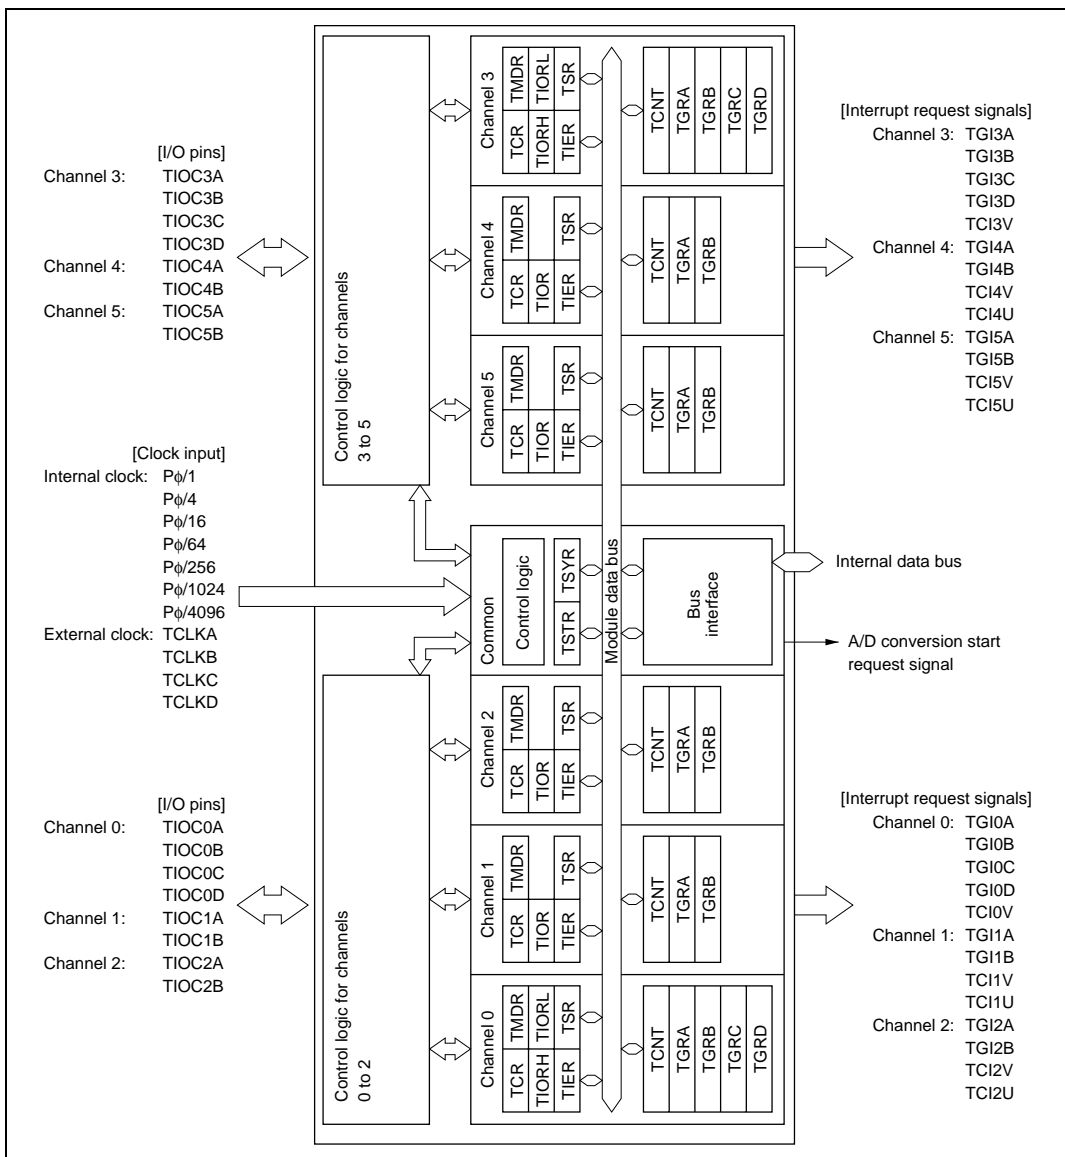 [I/O pins]
Channel 3: TIOC3A
TIOC3B
TIOC3C
TIOC3D
Channel 4: TIOC4A
TIOC4B
Channel 5: TIOC5A
TIOC5B
[Clock input]
Internal clock: Pϕ/1
Pϕ/4
Pϕ/16
Pϕ/64
Pϕ/256
Pϕ/1024
Pϕ/4096
External clock: TCLKA
TCLKB
TCLKC
TCLKD
[I/O pins]
Channel 0: TIOC0A
TIOC0B
TIOC0C
TIOC0D
Channel 1: TIOC1A
TIOC1B
Channel 2: TIOC2A
TIOC2B
Control logic for channels
3 to 5
Control logic for channels
0 to 2
Channel 3
TCR TMDR
TIORH TIORL
TIER TSR
TCNT
TGRA
TGRB
TGRC
TGRD
Channel 4
TCR TMDR
TIOR
TIER TSR
TCNT
TGRA
TGRB
Channel 5
TCR TMDR
TIOR
TIER TSR
TCNT
TGRA
TGRB
Common
Control logic
TSTR TSYR
Module data bus
Bus
interface
Channel 2
TCR TMDR
TIOR
TIER TSR
TCNT
TGRA
TGRB
Channel 1
TCR TMDR
TIOR
TIER TSR
TCNT
TGRA
TGRB
Channel 0
TCR TMDR
TIORH TIORL
TIER TSR
TCNT
TGRA
TGRB
TGRC
TGRD
[Interrupt request signals]
Channel 3: TGI3A
TGI3B
TGI3C
TGI3D
TCI3V
Channel 4: TGI4A
TGI4B
TCI4V
TCI4U
Channel 5: TGI5A
TGI5B
TCI5V
TCI5U
Internal data bus
A/D conversion start
request signal
[Interrupt request signals]
Channel 0: TGI0A
TGI0B
TGI0C
TGI0D
TCI0V
Channel 1: TGI1A
TGI1B
TCI1V
TCI1U
Channel 2: TGI2A
TGI2B
TCI2V
TCI2U